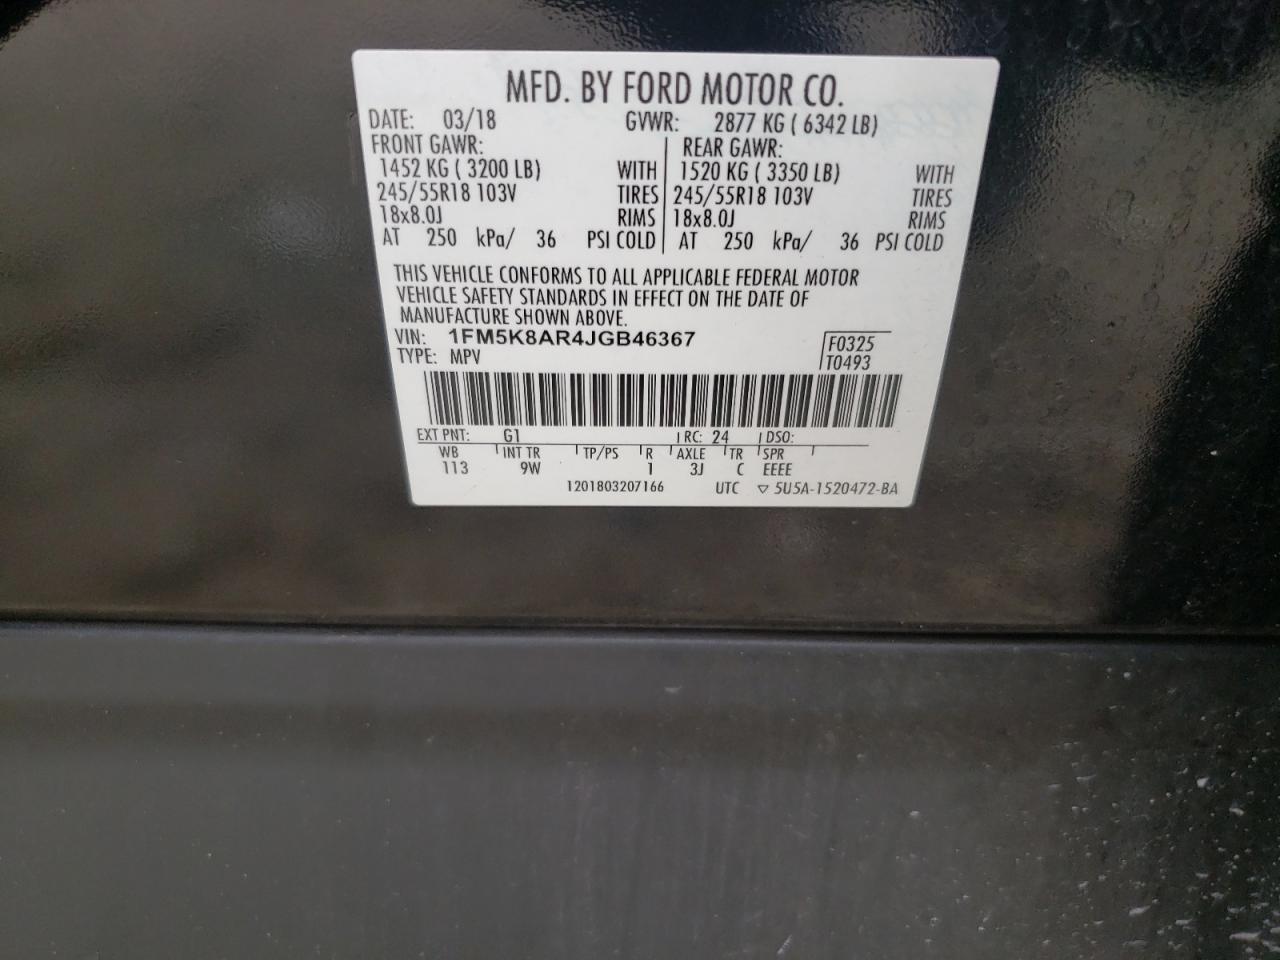 MFD. BY FORD MOTOR CO.
DATE: 03/18 GVWR: 2877 KG ( 6342 LB)
FRONT GAWR: REAR GAWR:
1452 KG ( 3200 LB) WITH 1520 KG ( 3350 LB) WITH
245/55R18 103V TIRES 245/55R18 103V TIRES
18x8.0J RIMS 18x8.0J RIMS
AT 250 kPa/ 36 PSI COLD AT 250 kPa/ 36 PSI COLD
THIS VEHICLE CONFORMS TO ALL APPLICABLE FEDERAL MOTOR
VEHICLE SAFETY STANDARDS IN EFFECT ON THE DATE OF
MANUFACTURE SHOWN ABOVE.
VIN: 1FM5K8AR4JGB46367 F0325
TYPE: MPV T0493
EXT PNT: G1 RC: 24 DSO:
WB INT TR TP/PS R AXLE TR SPR
113 9W 1 3J C EEEE
1201803207166 UTC ▽ 5U5A-1520472-BA